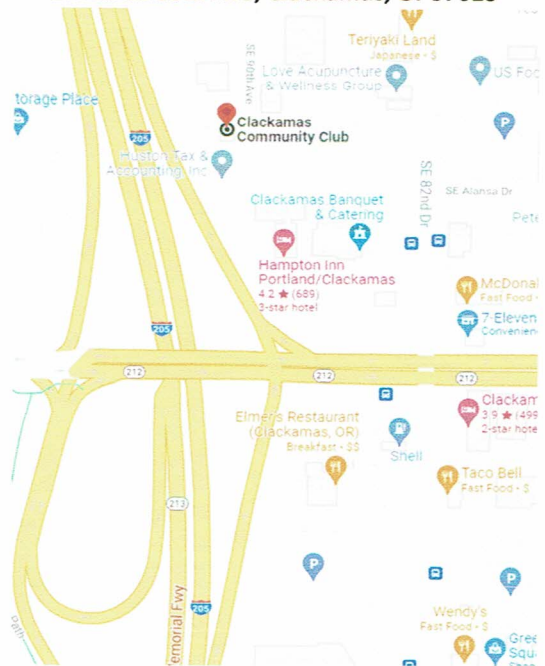 Teriyaki Land
Japanese - $
SE 90th Ave
Love Acupuncture
& Wellness Group
US Foo
torage Place
P
205
Clackamas
Community Club
Huston Tax &
Accounting, Inc
SE 82nd Dr
SE Alansa Dr
Clackamas Banquet
& Catering
Pete
Hampton Inn
Portland/Clackamas
4.2 ★ (689)
3-star hotel
McDonal
Fast Food -
7-Eleven
Convenien
205
212
212
212
Clackam
3.9 ★ (499
2-star hote
Elmer's Restaurant
(Clackamas, OR)
Breakfast - $$
Shell
Taco Bell
Fast Food - $
213
P
P
205
emorial Fwy
Path
Wendy's
Fast Food - $
Gree
Squ